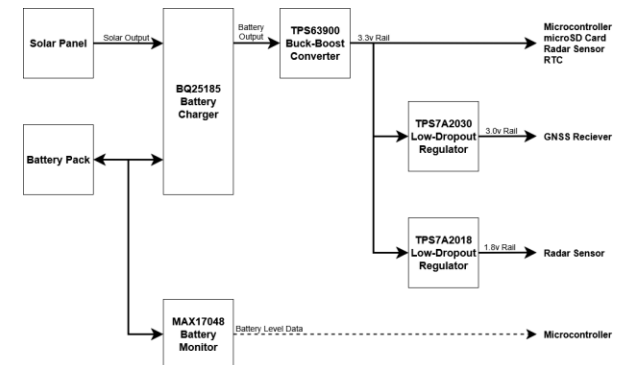 Solar Panel
Solar Output
BQ25185
Battery
Charger
Battery
Output
TPS63900
Buck-Boost
Converter
3.3v Rail
Microcontroller
microSD Card
Radar Sensor
RTC
TPS7A2030
Low-Dropout
Regulator
3.0v Rail
GNSS Reciever
Battery Pack
TPS7A2018
Low-Dropout
Regulator
1.8v Rail
Radar Sensor
MAX17048
Battery
Monitor
Battery Level Data
Microcontroller